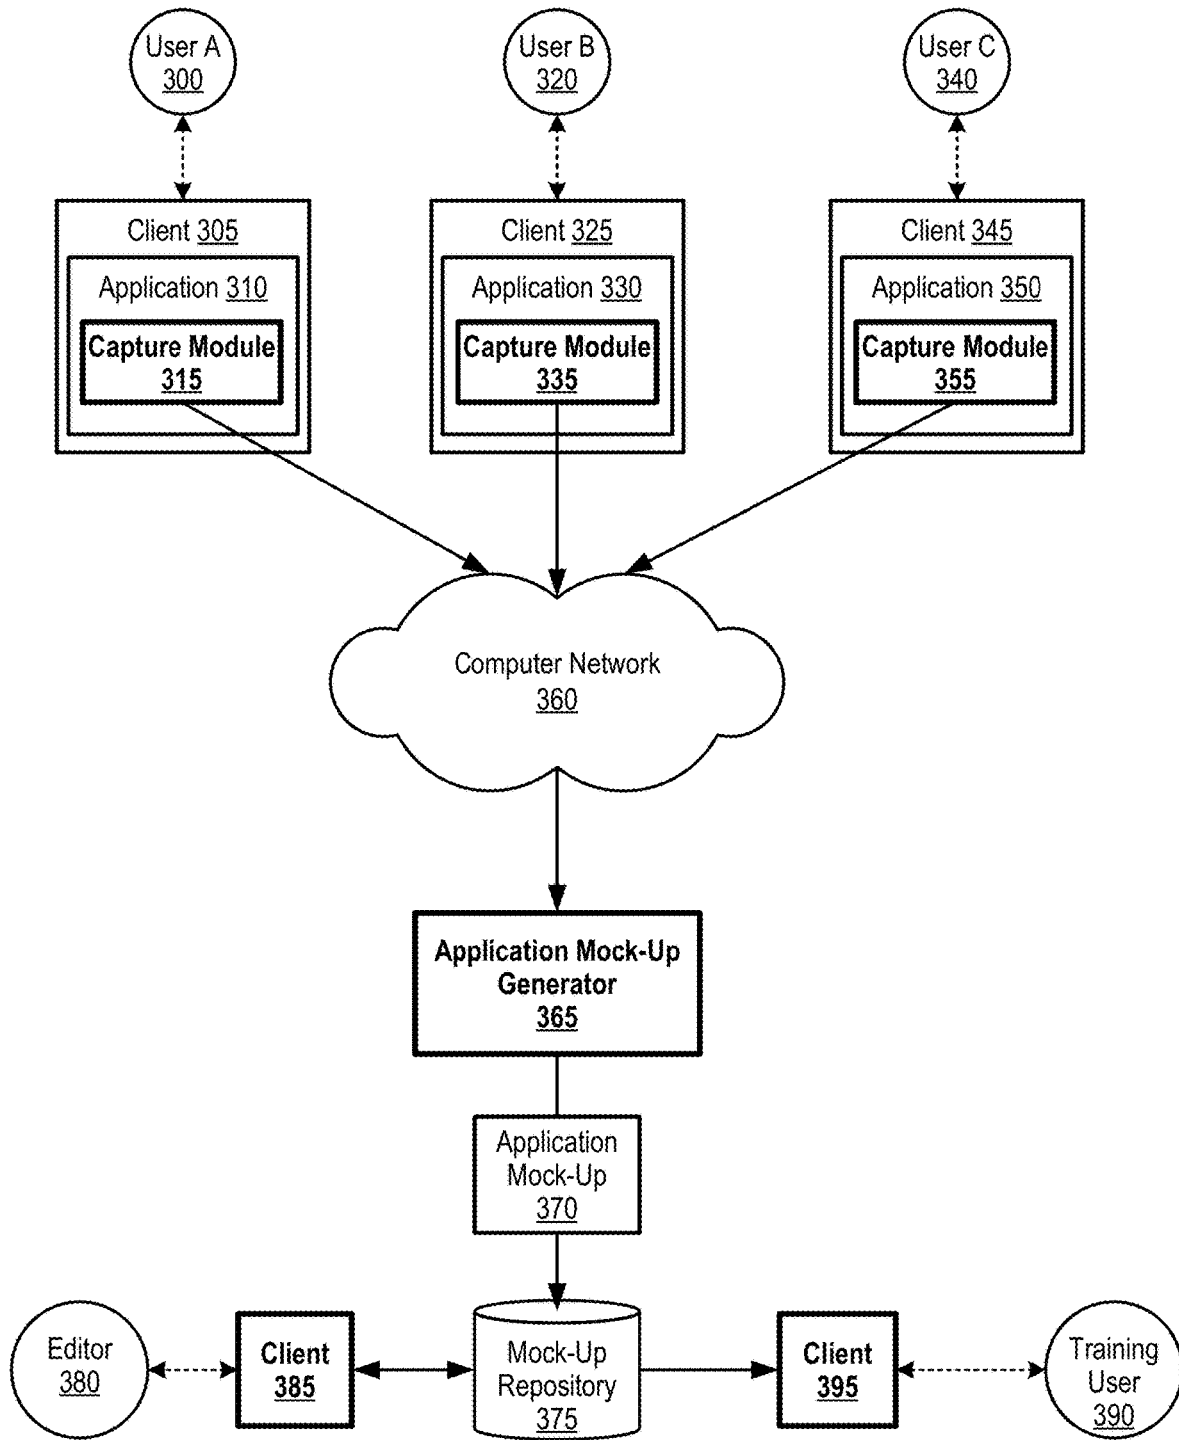 User A
300
User B
320
User C
340
Client 305
Application 310
Capture Module
315
Client 325
Application 330
Capture Module
335
Client 345
Application 350
Capture Module
355
Computer Network
360
Application Mock-Up
Generator
365
Application
Mock-Up
370
Editor
380
Client
385
Mock-Up
Repository
375
Client
395
Training
User
390